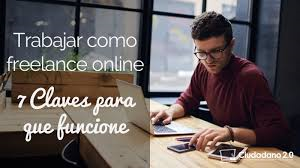 Trabajar como
freelance online
7 Claves para
que funcione
Ciudadano 2.0